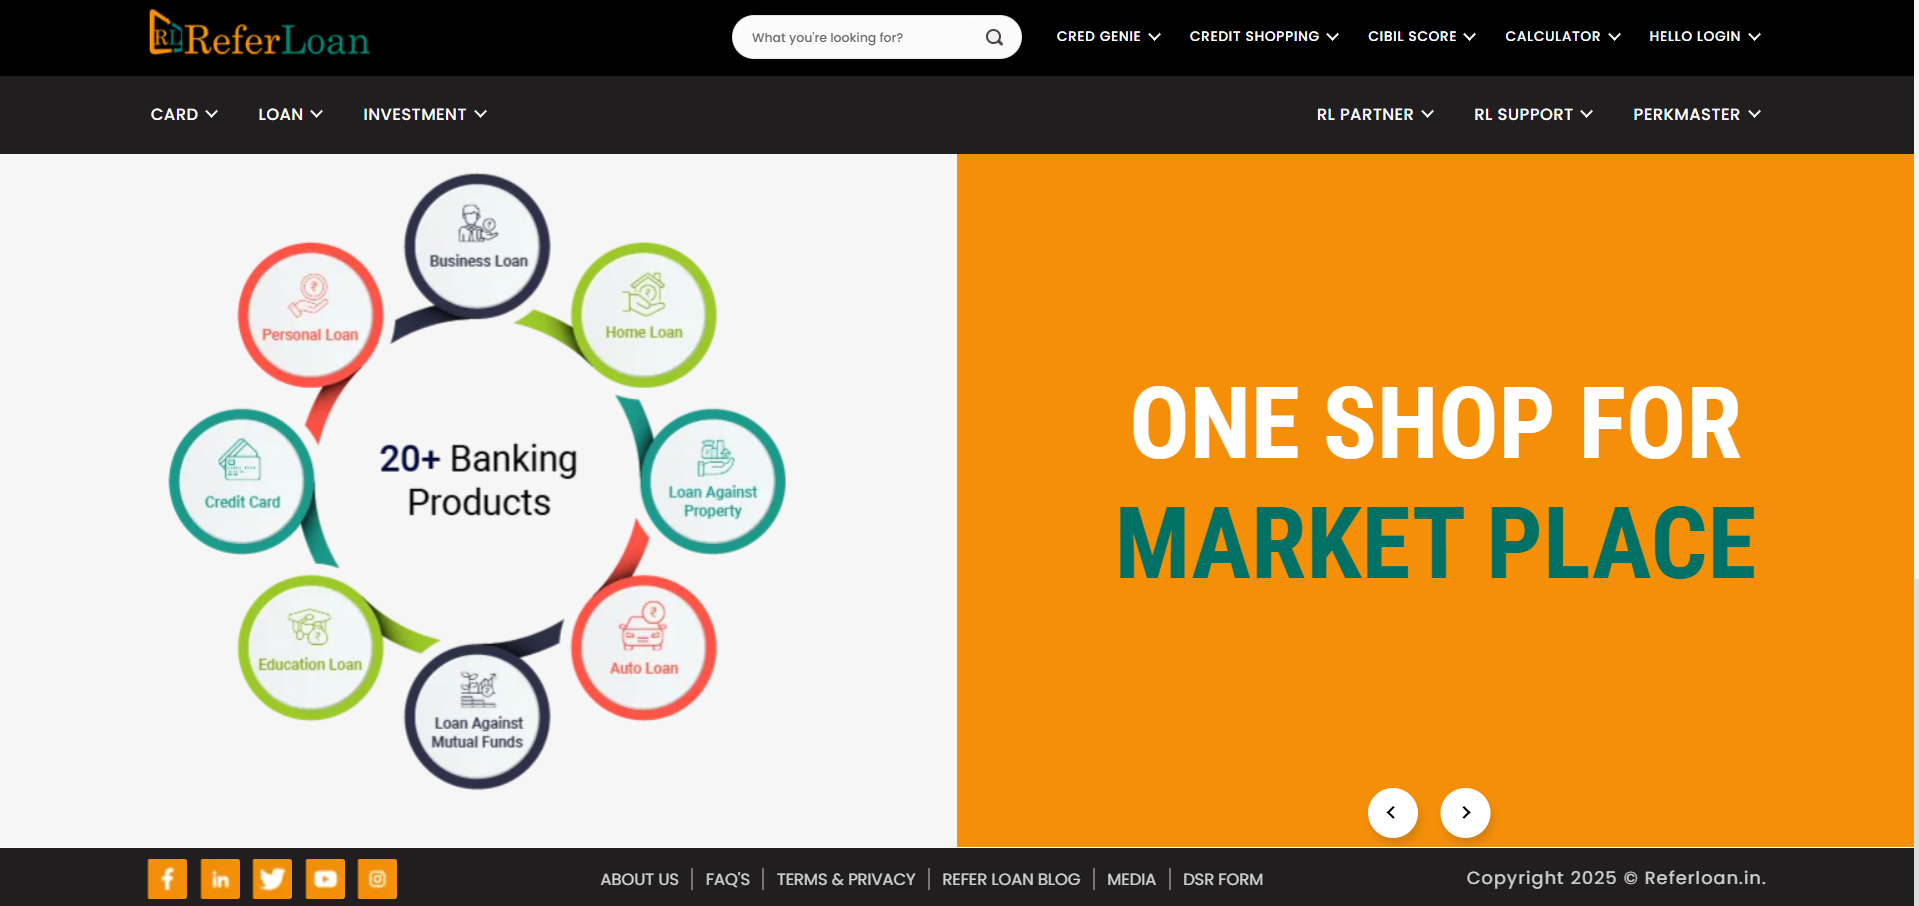 RL ReferLoan
What you're looking for?
CRED GENIE
CREDIT SHOPPING
CIBIL SCORE
CALCULATOR
HELLO LOGIN
CARD
LOAN
INVESTMENT
RL PARTNER
RL SUPPORT
PERKMASTER
Business Loan
Personal Loan
Home Loan
20+ Banking
Products
Credit Card
Loan Against
Property
Education Loan
Auto Loan
Loan Against
Mutual Funds
ONE SHOP FOR
MARKET PLACE
ABOUT US
FAQ'S
TERMS & PRIVACY
REFER LOAN BLOG
MEDIA
DSR FORM
Copyright 2025 © Referloan.in.